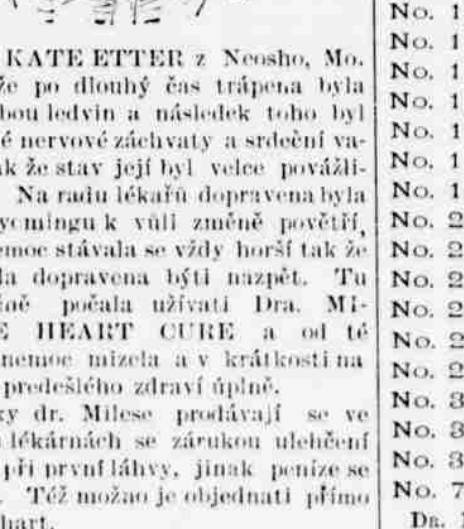 KATE ETTER z Neosho, Mo.
že po dlouhý čas trápena byla
bou ledvin a následek toho byl
é nervové záchvaty a srdeční va-
ak že stav její byl velce povážli-
Na radu lékařů dopravena byla
yomingu k vůli změně povětří,
emoc stávala se vždy horší tak že
la dopravena býti nazpět. Tu
ině počala užívati Dra. Mi-
E HEART CURE a od té
nemoc mizela a v krátkosti na
predešlého zdraví úplně.
ky dr. Milese prodávají se ve
lékárnách se zárukou ulehčení
při první láhvy, jinak peníze se
. Též možao je objednati přímo
hart.
No. 1
No. 1
No. 1
No. 1
No. 1
No. 1
No. 1
No. 2
No. 2
No. 2
No. 2
No. 2
No. 2
No. 3
No. 3
No. 3
No. 7
Dr.